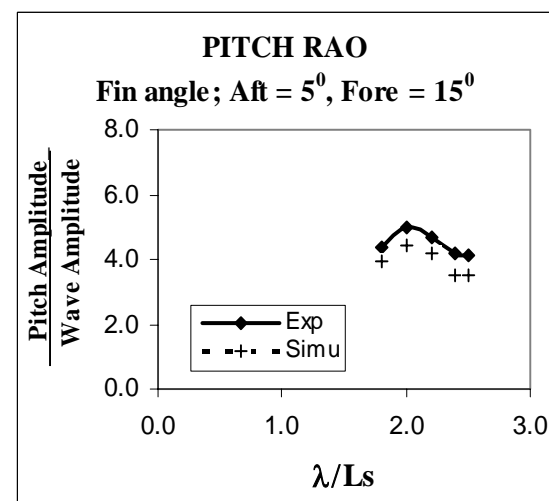 PITCH RAO
Fin angle; Aft = 5⁰, Fore = 15⁰
8.0
6.0
4.0
2.0
0.0
Pitch Amplitude
Wave Amplitude
Exp
Simu
0.0 1.0 2.0 3.0
λ/Ls